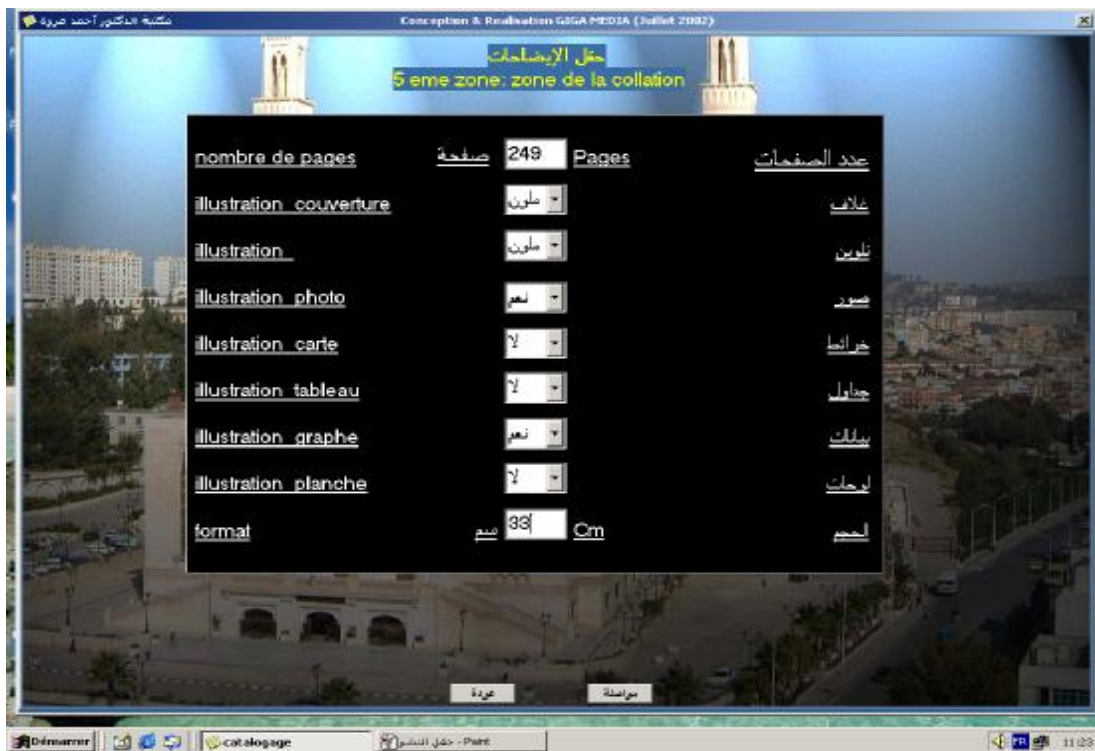 مكتبة الدكتور أحمد عروة Conception & Realisation GIGA MEDIA (Juillet 2002)
حقل الإيضاحات
5 eme zone: zone de la collation
nombre de pages صفحة 249 Pages عدد الصفحات
illustration couverture ملون غلاف
illustration ملون تلوين
illustration photo نعم صور
illustration carte لا خرائط
illustration tableau لا جداول
illustration graphe نعم بيانات
illustration planche لا لوحات
format سم 33 Cm الحجم
عودة مواصلة
Démarrer catalogage حقل النشر - Paint FR 11:23